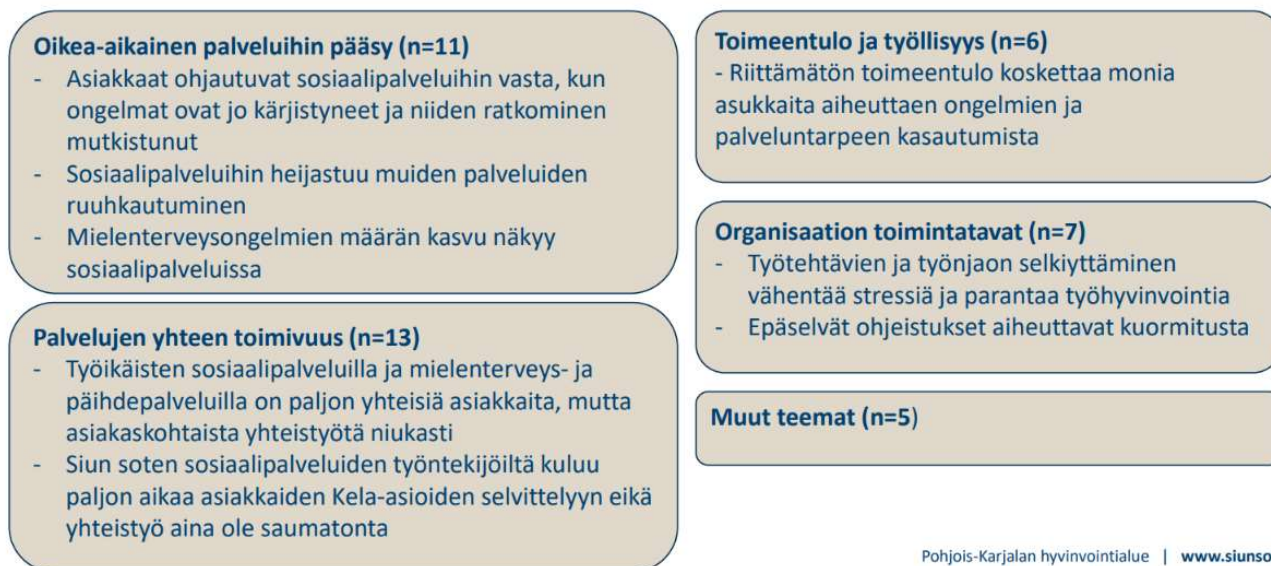 Oikea-aikainen palveluihin pääsy (n=11)
- Asiakkaat ohjautuvat sosiaalipalveluihin vasta, kun
ongelmat ovat jo kärjistyneet ja niiden ratkominen
mutkistunut
- Sosiaalipalveluihin heijastuu muiden palveluiden
ruuhkautuminen
- Mielenterveysongelmien määrän kasvu näkyy
sosiaalipalveluissa
Palvelujen yhteen toimivuus (n=13)
- Työikäisten sosiaalipalveluilla ja mielenterveys- ja
päihdepalveluilla on paljon yhteisiä asiakkaita, mutta
asiakaskohtaista yhteistyötä niukasti
- Siun soten sosiaalipalveluiden työntekijöiltä kuluu
paljon aikaa asiakkaiden Kela-asioiden selvittelyyn eikä
yhteistyö aina ole saumatonta
Toimeentulo ja työllisyys (n=6)
- Riittämätön toimeentulo koskettaa monia
asukkaita aiheuttaen ongelmien ja
palveluntarpeen kasautumista
Organisaation toimintatavat (n=7)
- Työtehtävien ja työnjaon selkiyttäminen
vähentää stressiä ja parantaa työhyvinvointia
- Epäselvät ohjeistukset aiheuttavat kuormitusta
Muut teemat (n=5)
Pohjois-Karjalan hyvinvointialue | www.siunso